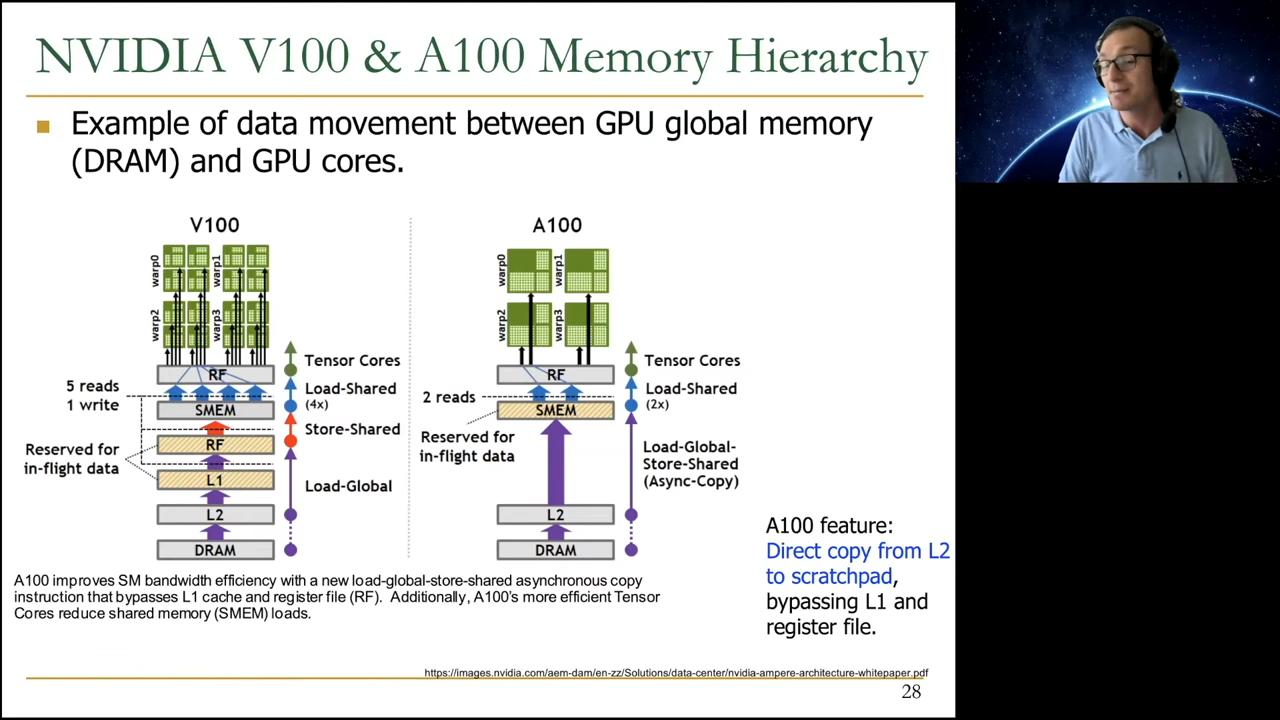 NVIDIA V100 & A100 Memory Hierarchy
Example of data movement between GPU global memory
(DRAM) and GPU cores.
V100
warp0
warp1
warp2
warp3
RF
5 reads
1 write
SMEM
RF
Reserved for
in-flight data
L1
L2
DRAM
Tensor Cores
Load-Shared
(4x)
Store-Shared
Load-Global
A100
warp0
warp1
warp2
warp3
RF
2 reads
SMEM
Reserved for
in-flight data
L2
DRAM
Tensor Cores
Load-Shared
(2x)
Load-Global-
Store-Shared
(Async-Copy)
A100 feature:
Direct copy from L2
to scratchpad,
bypassing L1 and
register file.
A100 improves SM bandwidth efficiency with a new load-global-store-shared asynchronous copy
instruction that bypasses L1 cache and register file (RF). Additionally, A100's more efficient Tensor
Cores reduce shared memory (SMEM) loads.
https://images.nvidia.com/aem-dam/en-zz/Solutions/data-center/nvidia-ampere-architecture-whitepaper.pdf
28